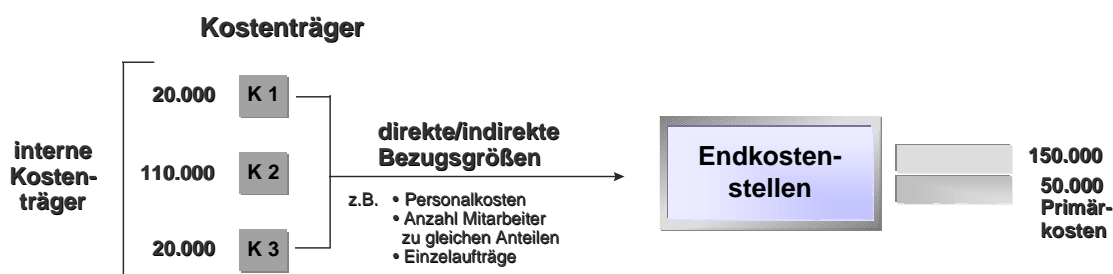 Kostenträger
interne
Kosten-
träger
20.000 K 1
110.000 K 2
20.000 K 3
direkte/indirekte
Bezugsgrößen
z.B. • Personalkosten
• Anzahl Mitarbeiter
zu gleichen Anteilen
• Einzelaufträge
Endkosten-
stellen
150.000
50.000
Primär-
kosten